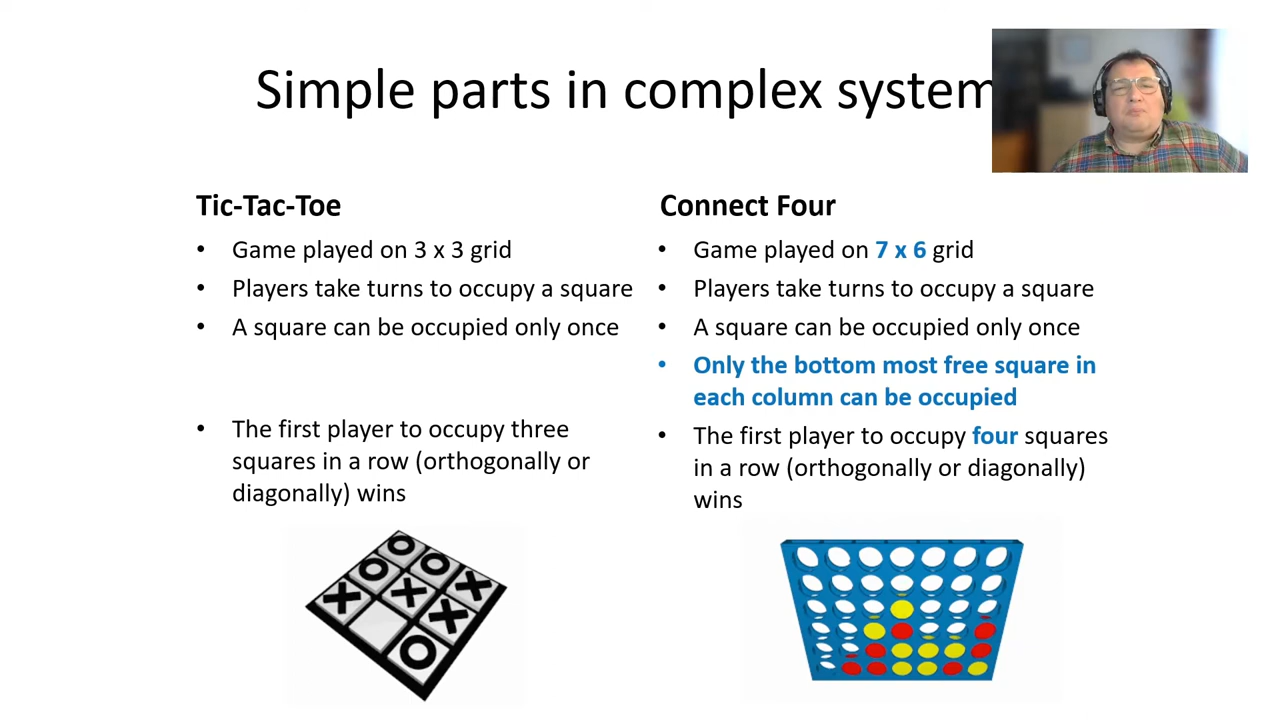 Simple parts in complex system
Tic-Tac-Toe
• Game played on 3 x 3 grid
• Players take turns to occupy a square
• A square can be occupied only once
• The first player to occupy three
squares in a row (orthogonally or
diagonally) wins
Connect Four
• Game played on 7 x 6 grid
• Players take turns to occupy a square
• A square can be occupied only once
• Only the bottom most free square in
each column can be occupied
• The first player to occupy four squares
in a row (orthogonally or diagonally)
wins
O
O O
X X X
X
O